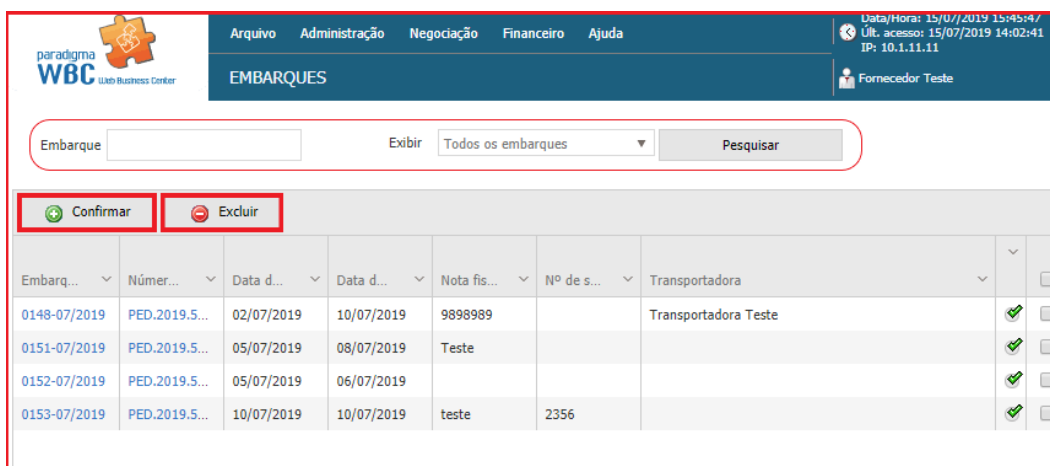 Data/Hora: 15/07/2019 15:45:47
Arquivo Administração Negociação Financeiro Ajuda
Últ. acesso: 15/07/2019 14:02:41
IP: 10.1.11.11
paradigma
WBC Web Business Center
EMBARQUES
Fornecedor Teste
Embarque Exibir Todos os embarques Pesquisar
Confirmar Excluir
Embarq... Númer... Data d... Data d... Nota fis... Nº de s... Transportadora
0148-07/2019 PED.2019.5... 02/07/2019 10/07/2019 9898989 Transportadora Teste
0151-07/2019 PED.2019.5... 05/07/2019 08/07/2019 Teste
0152-07/2019 PED.2019.5... 05/07/2019 06/07/2019
0153-07/2019 PED.2019.5... 10/07/2019 10/07/2019 teste 2356